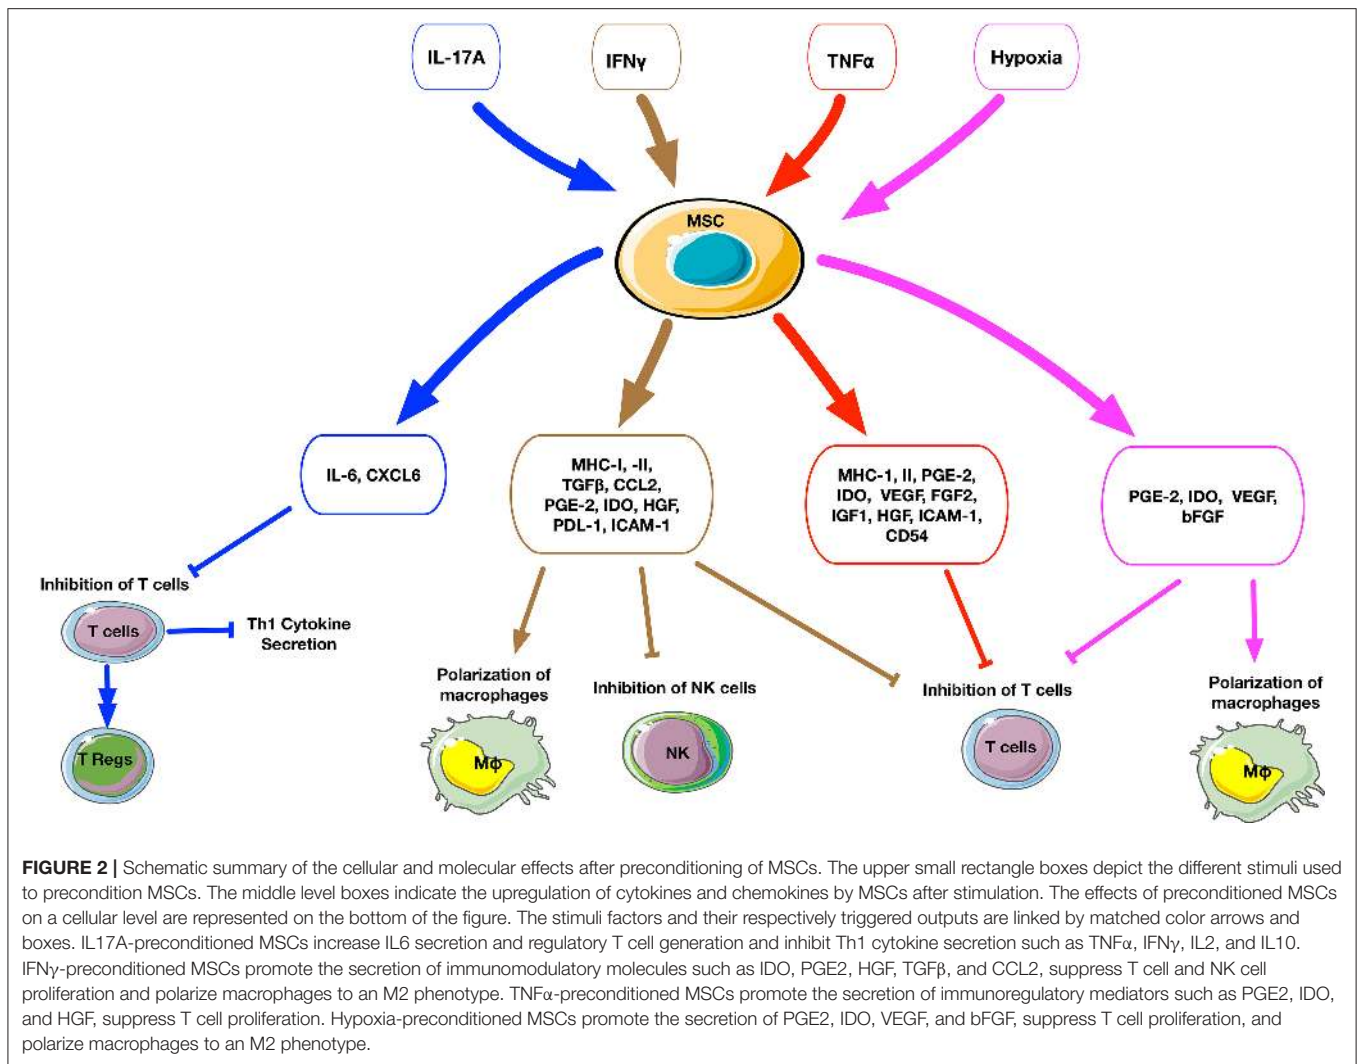 IL-17A
IFNγ
TNFα
Hypoxia
MSC
IL-6, CXCL6
MHC-I, -II,
TGFβ, CCL2,
PGE-2, IDO, HGF,
PDL-1, ICAM-1
MHC-1, II, PGE-2,
IDO, VEGF, FGF2,
IGF1, HGF, ICAM-1,
CD54
PGE-2, IDO, VEGF,
bFGF
Inhibition of T cells
T cells
Th1 Cytokine
Secretion
T Regs
Polarization of
macrophages
Mϕ
Inhibition of NK cells
NK
Inhibition of T cells
T cells
Polarization of
macrophages
Mϕ
FIGURE 2 | Schematic summary of the cellular and molecular effects after preconditioning of MSCs. The upper small rectangle boxes depict the different stimuli used
to precondition MSCs. The middle level boxes indicate the upregulation of cytokines and chemokines by MSCs after stimulation. The effects of preconditioned MSCs
on a cellular level are represented on the bottom of the figure. The stimuli factors and their respectively triggered outputs are linked by matched color arrows and
boxes. IL17A-preconditioned MSCs increase IL6 secretion and regulatory T cell generation and inhibit Th1 cytokine secretion such as TNFα, IFNγ, IL2, and IL10.
IFNγ-preconditioned MSCs promote the secretion of immunomodulatory molecules such as IDO, PGE2, HGF, TGFβ, and CCL2, suppress T cell and NK cell
proliferation and polarize macrophages to an M2 phenotype. TNFα-preconditioned MSCs promote the secretion of immunoregulatory mediators such as PGE2, IDO,
and HGF, suppress T cell proliferation. Hypoxia-preconditioned MSCs promote the secretion of PGE2, IDO, VEGF, and bFGF, suppress T cell proliferation, and
polarize macrophages to an M2 phenotype.